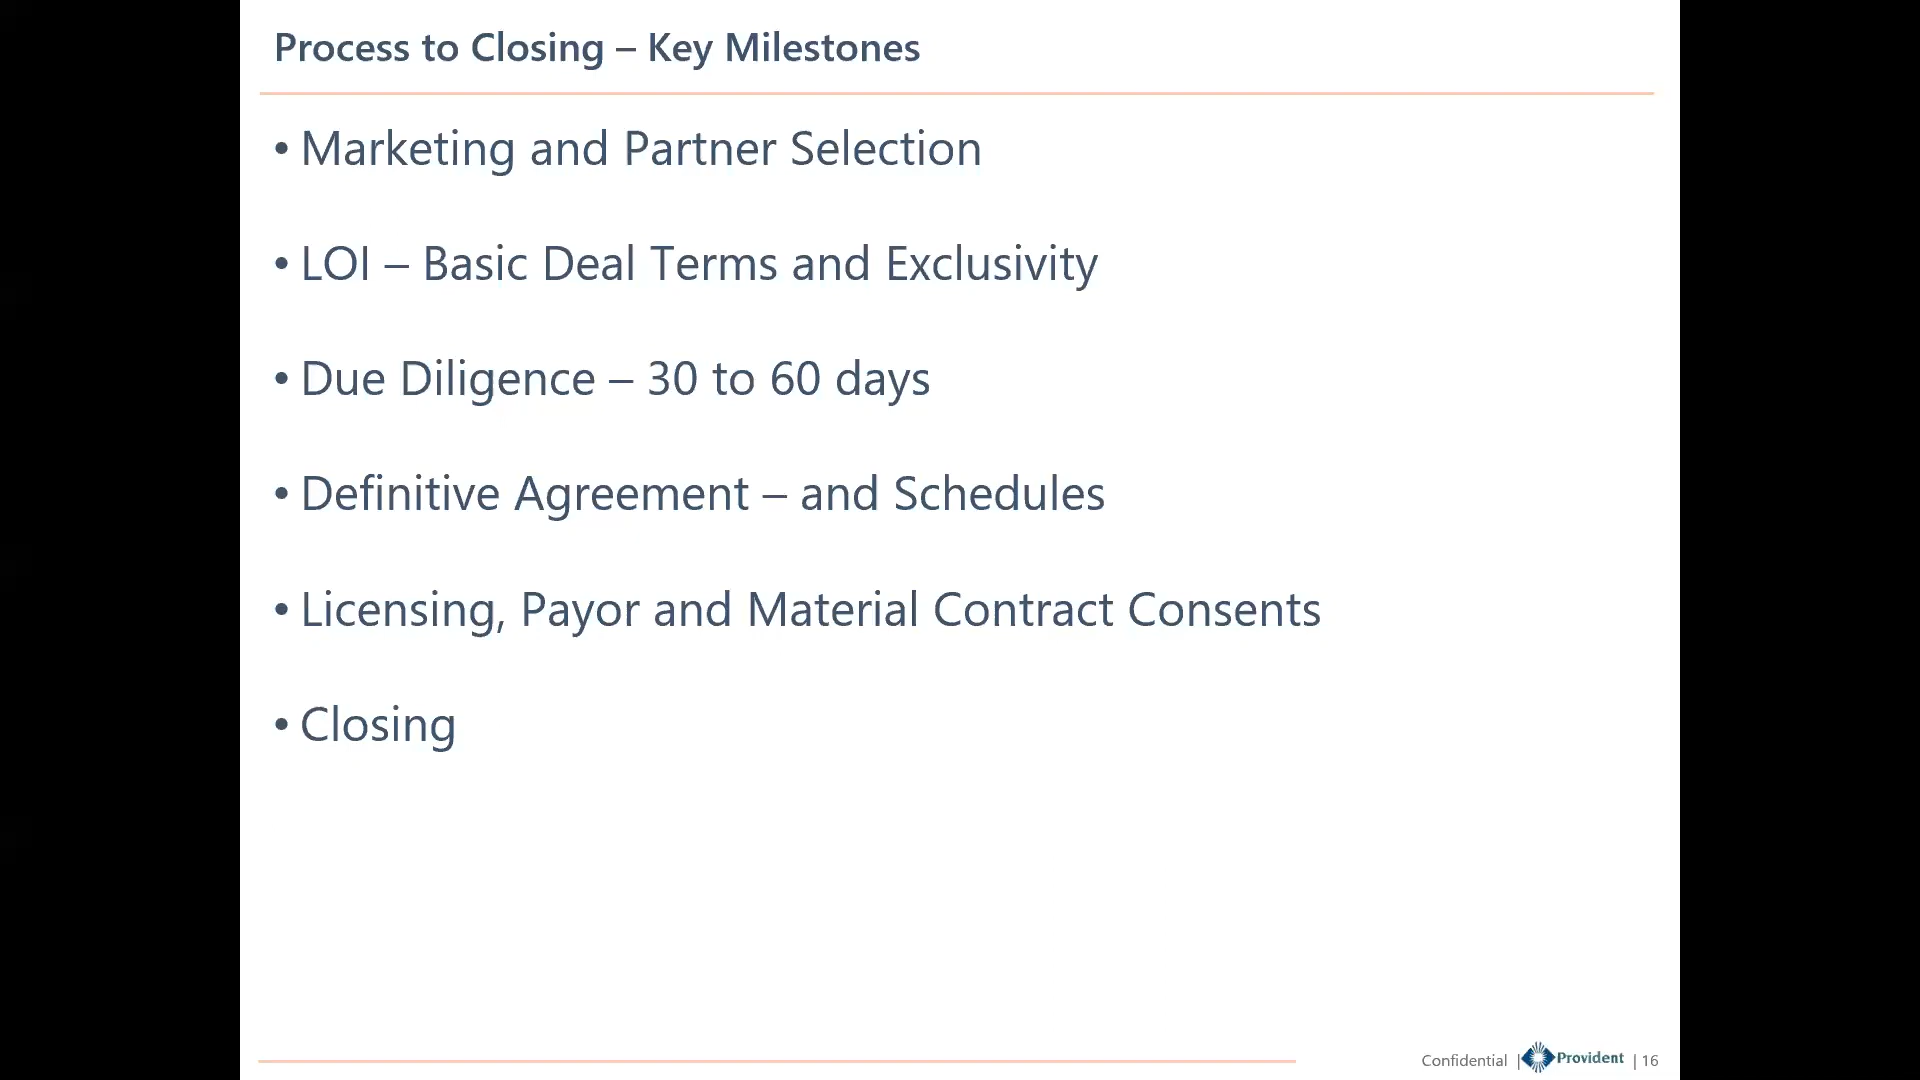 Process to Closing – Key Milestones
• Marketing and Partner Selection
• LOI – Basic Deal Terms and Exclusivity
• Due Diligence – 30 to 60 days
• Definitive Agreement – and Schedules
• Licensing, Payor and Material Contract Consents
• Closing
Confidential | Provident | 16